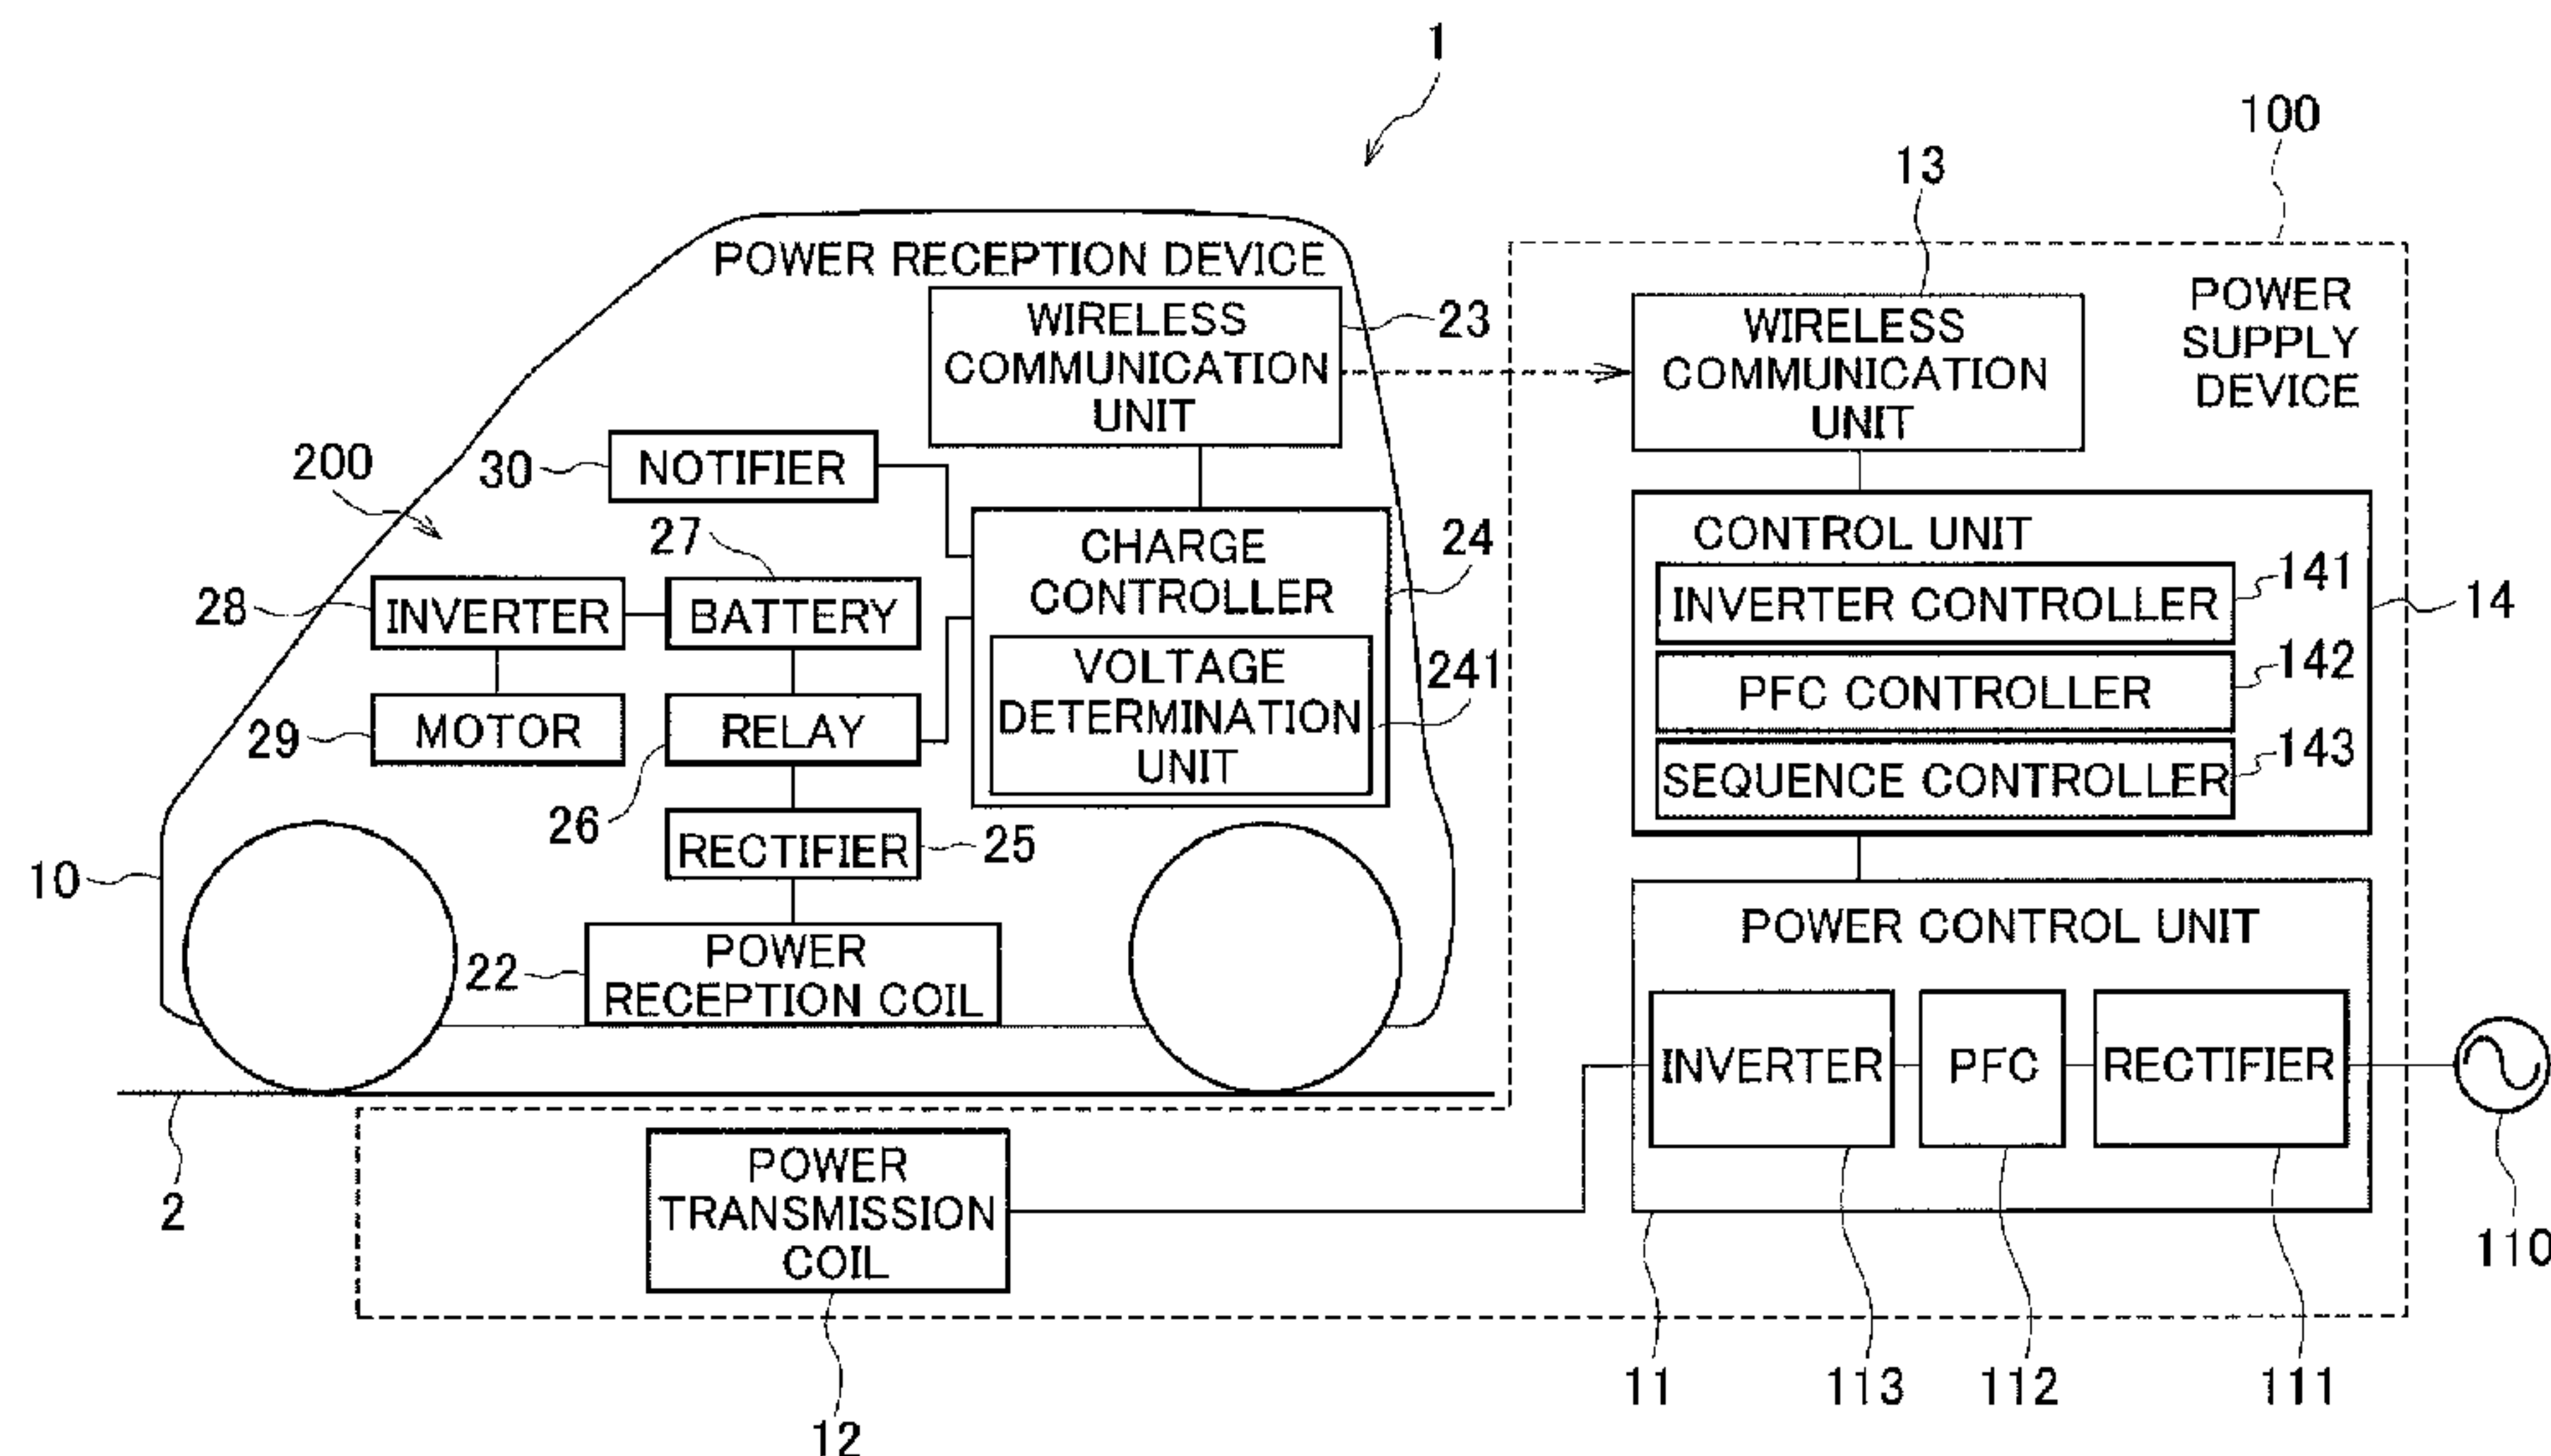 1
100
13
POWER RECEPTION DEVICE
POWER
SUPPLY
DEVICE
WIRELESS
COMMUNICATION
UNIT
23
WIRELESS
COMMUNICATION
UNIT
200
30
NOTIFIER
27
CHARGE
CONTROLLER
24
CONTROL UNIT
INVERTER CONTROLLER
141
14
28
INVERTER
BATTERY
VOLTAGE
DETERMINATION
UNIT
241
PFC CONTROLLER
142
29
MOTOR
RELAY
SEQUENCE CONTROLLER
143
26
RECTIFIER
25
10
POWER CONTROL UNIT
22
POWER
RECEPTION COIL
INVERTER
PFC
RECTIFIER
2
POWER
TRANSMISSION
COIL
110
12
11
113
112
111